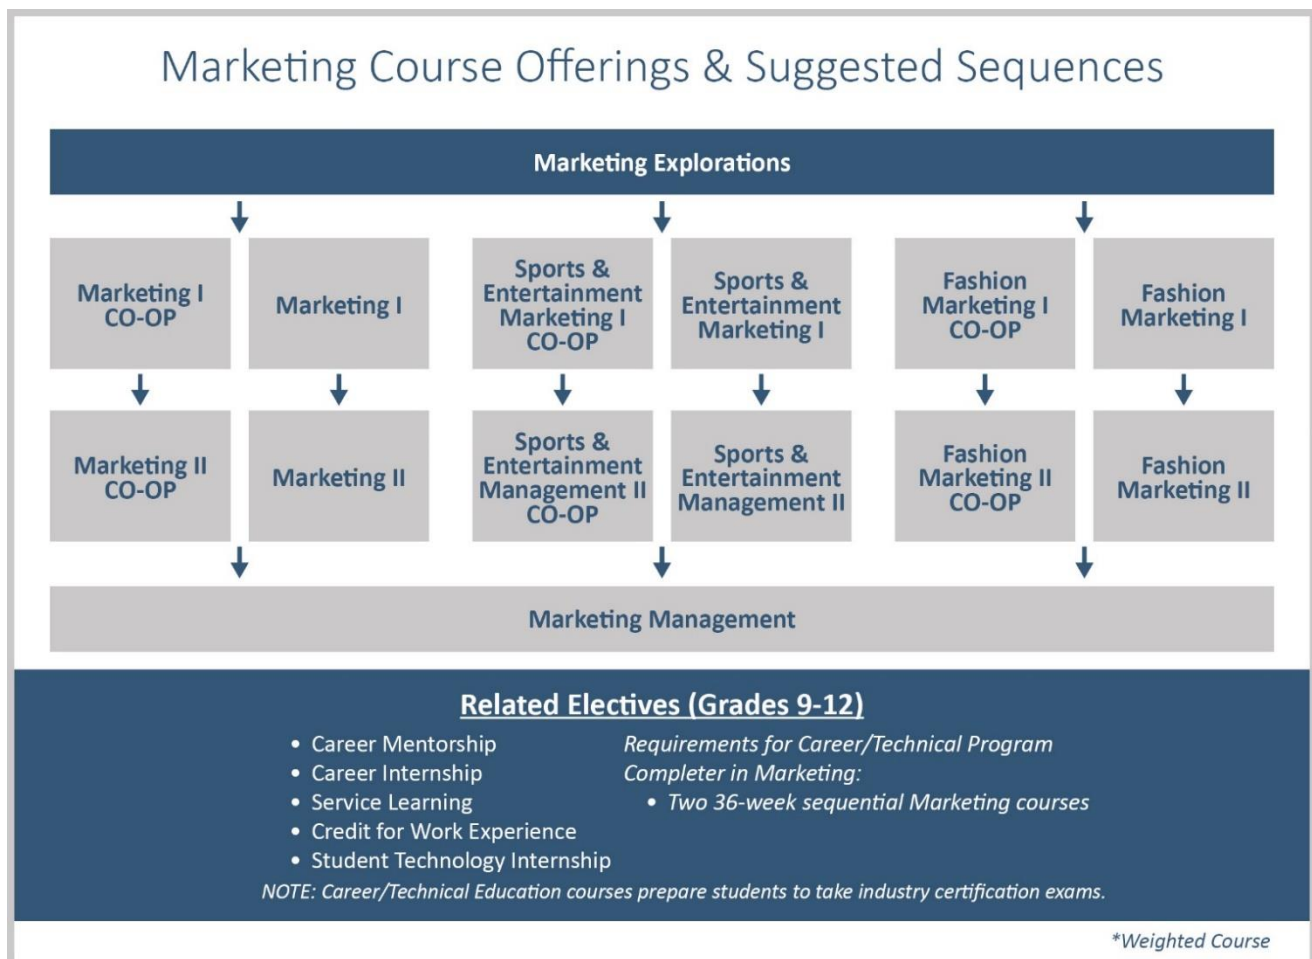 Marketing Course Offerings & Suggested Sequences
Marketing Explorations
Marketing I
CO-OP
Marketing I
Sports &
Entertainment
Marketing I
CO-OP
Sports &
Entertainment
Marketing I
Fashion
Marketing I
CO-OP
Fashion
Marketing I
Marketing II
CO-OP
Marketing II
Sports &
Entertainment
Management II
CO-OP
Sports &
Entertainment
Management II
Fashion
Marketing II
CO-OP
Fashion
Marketing II
Marketing Management
Related Electives (Grades 9-12)
• Career Mentorship
• Career Internship
• Service Learning
• Credit for Work Experience
• Student Technology Internship
Requirements for Career/Technical Program
Completer in Marketing:
• Two 36-week sequential Marketing courses
NOTE: Career/Technical Education courses prepare students to take industry certification exams.
*Weighted Course